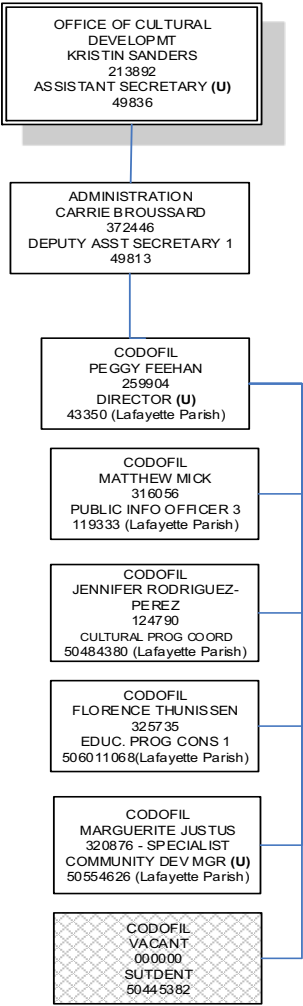 OFFICE OF CULTURAL
DEVELOPMT
KRISTIN SANDERS
213892
ASSISTANT SECRETARY (U)
49836
ADMINISTRATION
CARRIE BROUSSARD
372446
DEPUTY ASST SECRETARY 1
49813
CODOFIL
PEGGY FEEHAN
259904
DIRECTOR (U)
43350 (Lafayette Parish)
CODOFIL
MATTHEW MICK
316056
PUBLIC INFO OFFICER 3
119333 (Lafayette Parish)
CODOFIL
JENNIFER RODRIGUEZ-
PEREZ
124790
CULTURAL PROG COORD
50484380 (Lafayette Parish)
CODOFIL
FLORENCE THUNISSEN
325735
EDUC. PROG CONS 1
506011068(Lafayette Parish)
CODOFIL
MARGUERITE JUSTUS
320876 - SPECIALIST
COMMUNITY DEV MGR (U)
50554626 (Lafayette Parish)
CODOFIL
VACANT
000000
SUTDENT
50445382